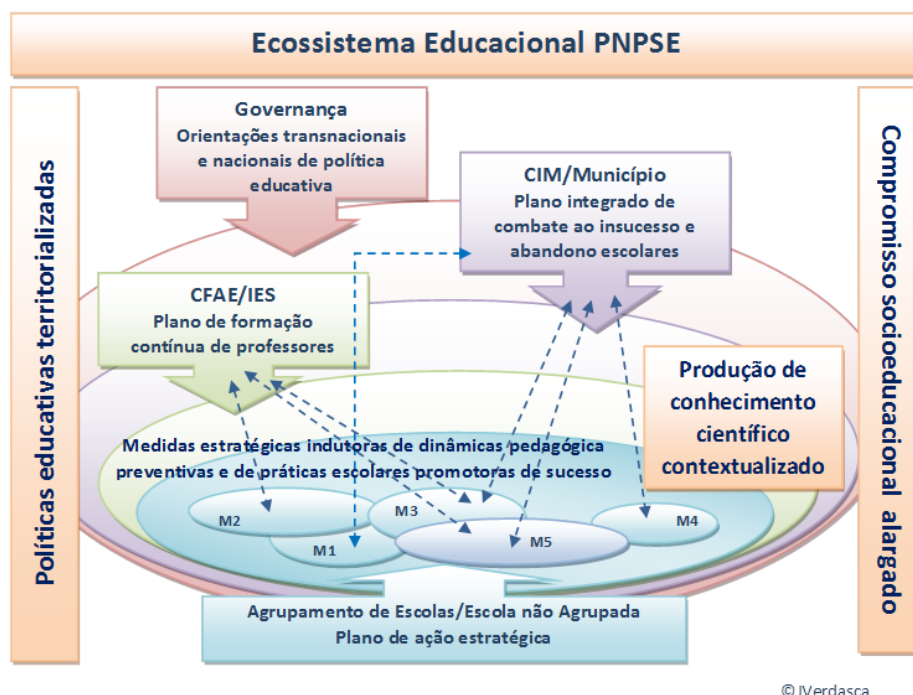 Ecossistema Educacional PNPSE
Políticas educativas territorializadas
Governança
Orientações transnacionais
e nacionais de política
educativa
CIM/Município
Plano integrado de
combate ao insucesso e
abandono escolares
CFAE/IES
Plano de formação
contínua de professores
Produção de
conhecimento
científico
contextualizado
Medidas estratégicas indutoras de dinâmicas pedagógica
preventivas e de práticas escolares promotoras de sucesso
M2
M3
M4
M1
M5
Agrupamento de Escolas/Escola não Agrupada
Plano de ação estratégica
Compromisso socioeducacional alargado
© JVerdasca